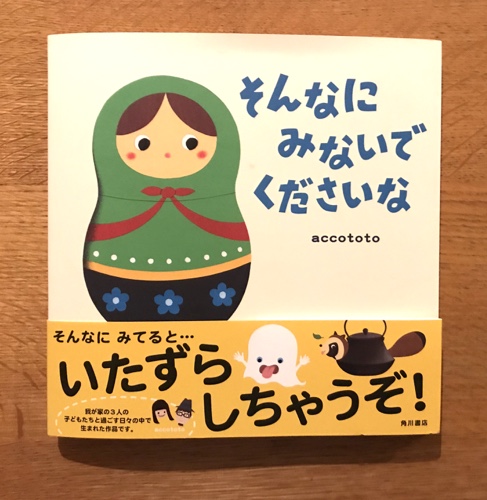 そんなに
みないで
くださいな
accototo
そんなに みてると…
いたずら
しちゃうぞ！
我が家の3人の
子どもたちと過ごす日々の中で
生まれた作品です。
accototo
角川書店